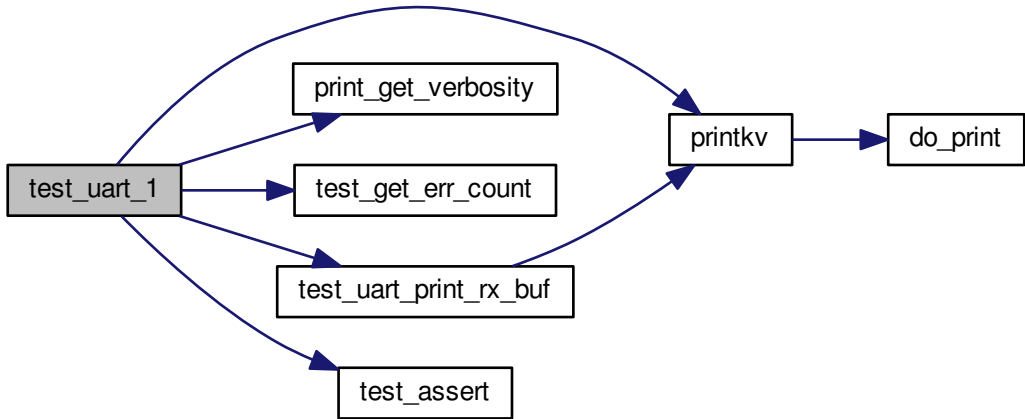 test_uart_1
print_get_verbosity
test_get_err_count
test_uart_print_rx_buf
test_assert
printkv
do_print